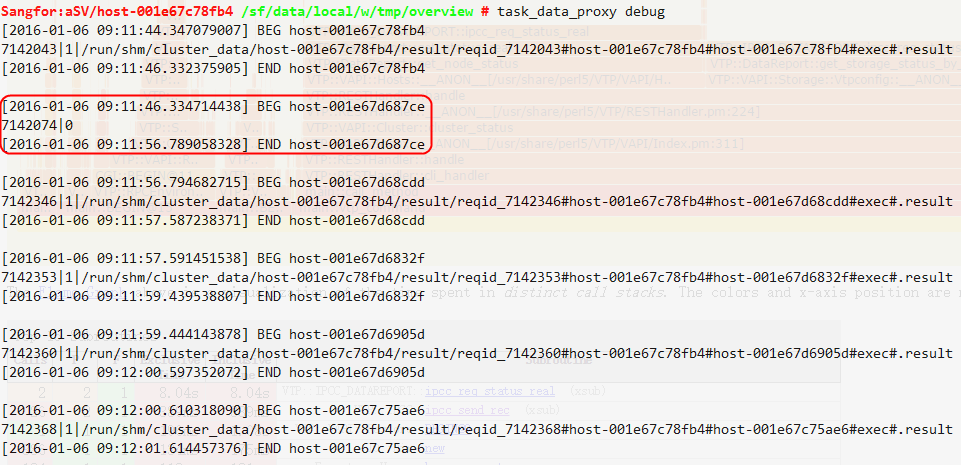 Sangfor:aSV/host-001e67c78fb4 /sf/data/local/w/tmp/overview # task_data_proxy debug
[2016-01-06 09:11:44.347079007] BEG host-001e67c78fb4
7142043|1|/run/shm/cluster_data/host-001e67c78fb4/result/reqid_7142043#host-001e67c78fb4#host-001e67c78fb4#exec#.result
[2016-01-06 09:11:46.332375905] END host-001e67c78fb4
[2016-01-06 09:11:46.334714438] BEG host-001e67d687ce
7142074|0
[2016-01-06 09:11:56.789058328] END host-001e67d687ce
[2016-01-06 09:11:56.794682715] BEG host-001e67d68cdd
7142346|1|/run/shm/cluster_data/host-001e67c78fb4/result/reqid_7142346#host-001e67c78fb4#host-001e67d68cdd#exec#.result
[2016-01-06 09:11:57.587238371] END host-001e67d68cdd
[2016-01-06 09:11:57.591451538] BEG host-001e67d6832f
7142353|1|/run/shm/cluster_data/host-001e67c78fb4/result/reqid_7142353#host-001e67c78fb4#host-001e67d6832f#exec#.result
[2016-01-06 09:11:59.439538807] END host-001e67d6832f
[2016-01-06 09:11:59.444143878] BEG host-001e67d6905d
7142360|1|/run/shm/cluster_data/host-001e67c78fb4/result/reqid_7142360#host-001e67c78fb4#host-001e67d6905d#exec#.result
[2016-01-06 09:12:00.597352072] END host-001e67d6905d
[2016-01-06 09:12:00.610318090] BEG host-001e67c75ae6
7142368|1|/run/shm/cluster_data/host-001e67c78fb4/result/reqid_7142368#host-001e67c78fb4#host-001e67c75ae6#exec#.result
[2016-01-06 09:12:01.614457376] END host-001e67c75ae6